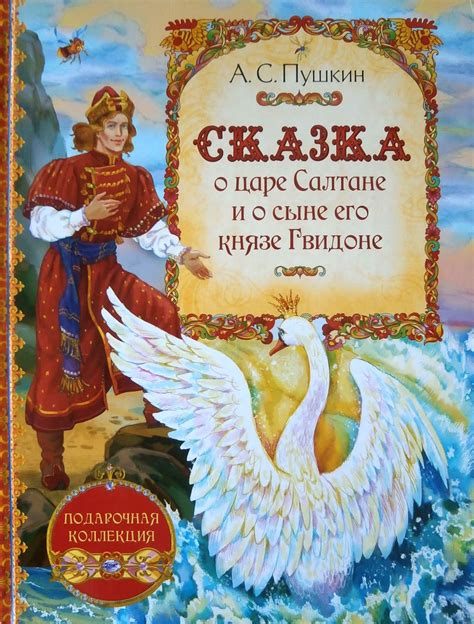 А. С. Пушкин
СКАЗКА
о царе Салтане
и о сыне его
князе Гвидоне
ПОДАРОЧНАЯ
КОЛЛЕКЦИЯ